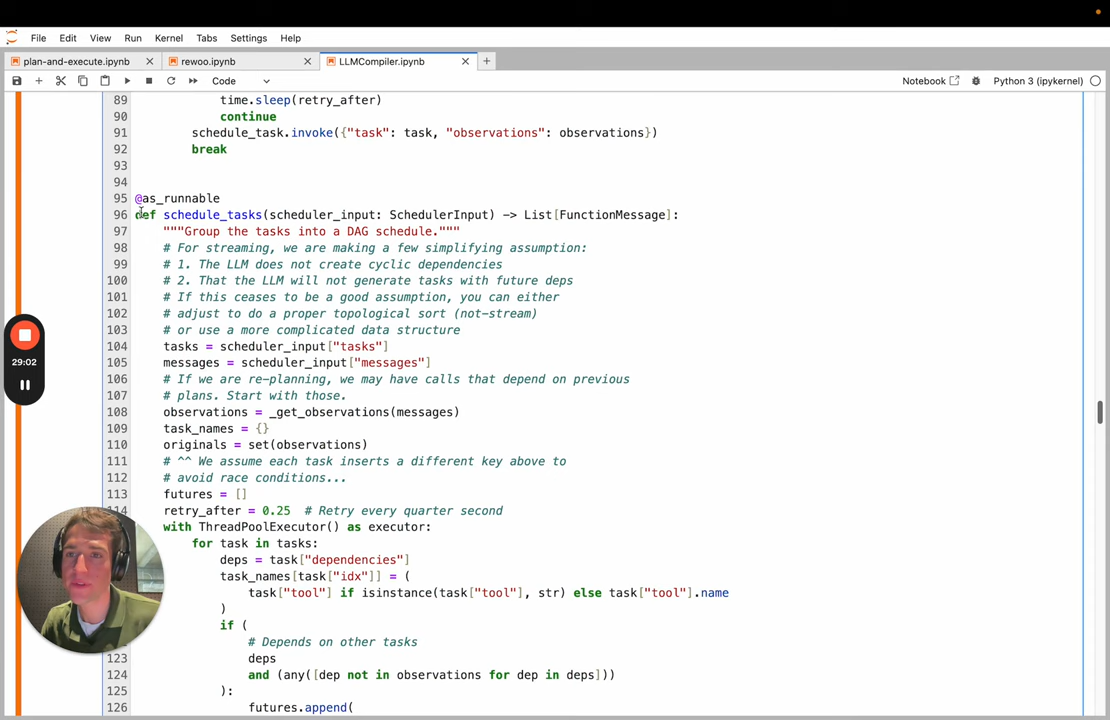 File Edit View Run Kernel Tabs Settings Help
plan-and-execute.ipynb rewoo.ipynb LLMCompiler.ipynb
Code Notebook Python 3 (ipykernel)
89 time.sleep(retry_after)
90 continue
91 schedule_task.invoke({"task": task, "observations": observations})
92 break
93
94
95 @as_runnable
96 def schedule_tasks(scheduler_input: SchedulerInput) -> List[FunctionMessage]:
97 """Group the tasks into a DAG schedule."""
98 # For streaming, we are making a few simplifying assumption:
99 # 1. The LLM does not create cyclic dependencies
100 # 2. That the LLM will not generate tasks with future deps
101 # If this ceases to be a good assumption, you can either
102 # adjust to do a proper topological sort (not-stream)
103 # or use a more complicated data structure
104 tasks = scheduler_input["tasks"]
105 messages = scheduler_input["messages"]
106 # If we are re-planning, we may have calls that depend on previous
107 # plans. Start with those.
108 observations = _get_observations(messages)
109 task_names = {}
110 originals = set(observations)
111 # ^^ We assume each task inserts a different key above to
112 # avoid race conditions...
113 futures = []
114 retry_after = 0.25 # Retry every quarter second
with ThreadPoolExecutor() as executor:
for task in tasks:
deps = task["dependencies"]
task_names[task["idx"]] = (
task["tool"] if isinstance(task["tool"], str) else task["tool"].name
)
if (
# Depends on other tasks
123 deps
124 and (any([dep not in observations for dep in deps]))
125 ):
126 futures.append(
29:02